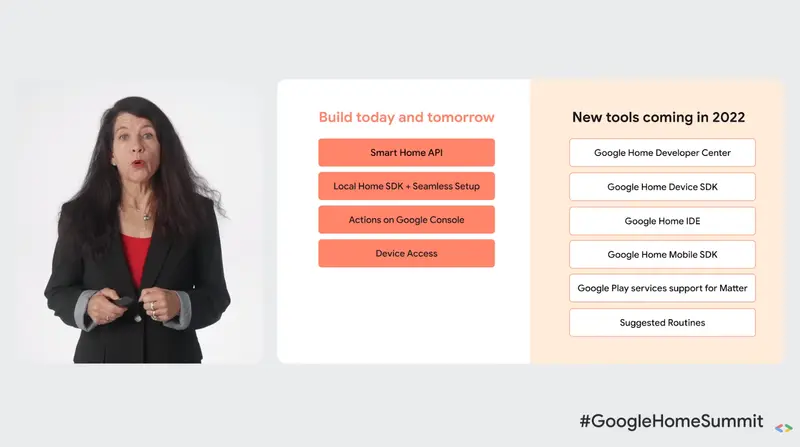 Build today and tomorrow
Smart Home API
Local Home SDK + Seamless Setup
Actions on Google Console
Device Access
New tools coming in 2022
Google Home Developer Center
Google Home Device SDK
Google Home IDE
Google Home Mobile SDK
Google Play services support for Matter
Suggested Routines
#GoogleHomeSummit